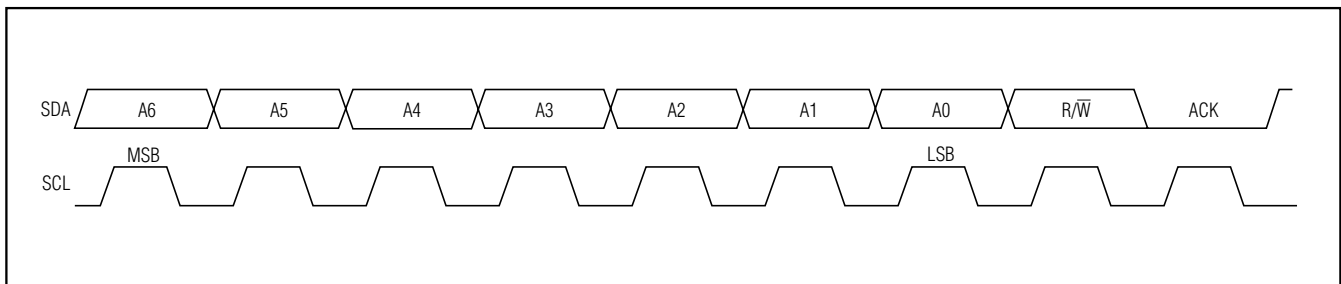 SDA A6 A5 A4 A3 A2 A1 A0 R/W̅ ACK
MSB LSB
SCL